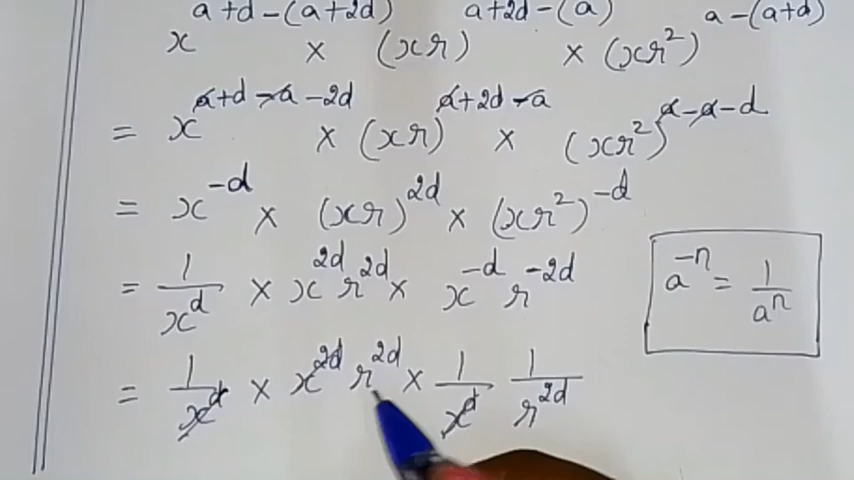 x^{a+d-(a+2d)} × (xr)^{a+2d-(a)} × (xr²)^{a-(a+d)}
= x^{a+d-a-2d} × (xr)^{a+2d-a} × (xr²)^{a-a-d}
= x^{-d} × (xr)^{2d} × (xr²)^{-d}
= 1/x^d × x^{2d} r^{2d} × x^{-d} r^{-2d}
a^{-n} = 1/a^n
= 1/x^d × x^{2d} r^{2d} × 1/x^d 1/r^{2d}